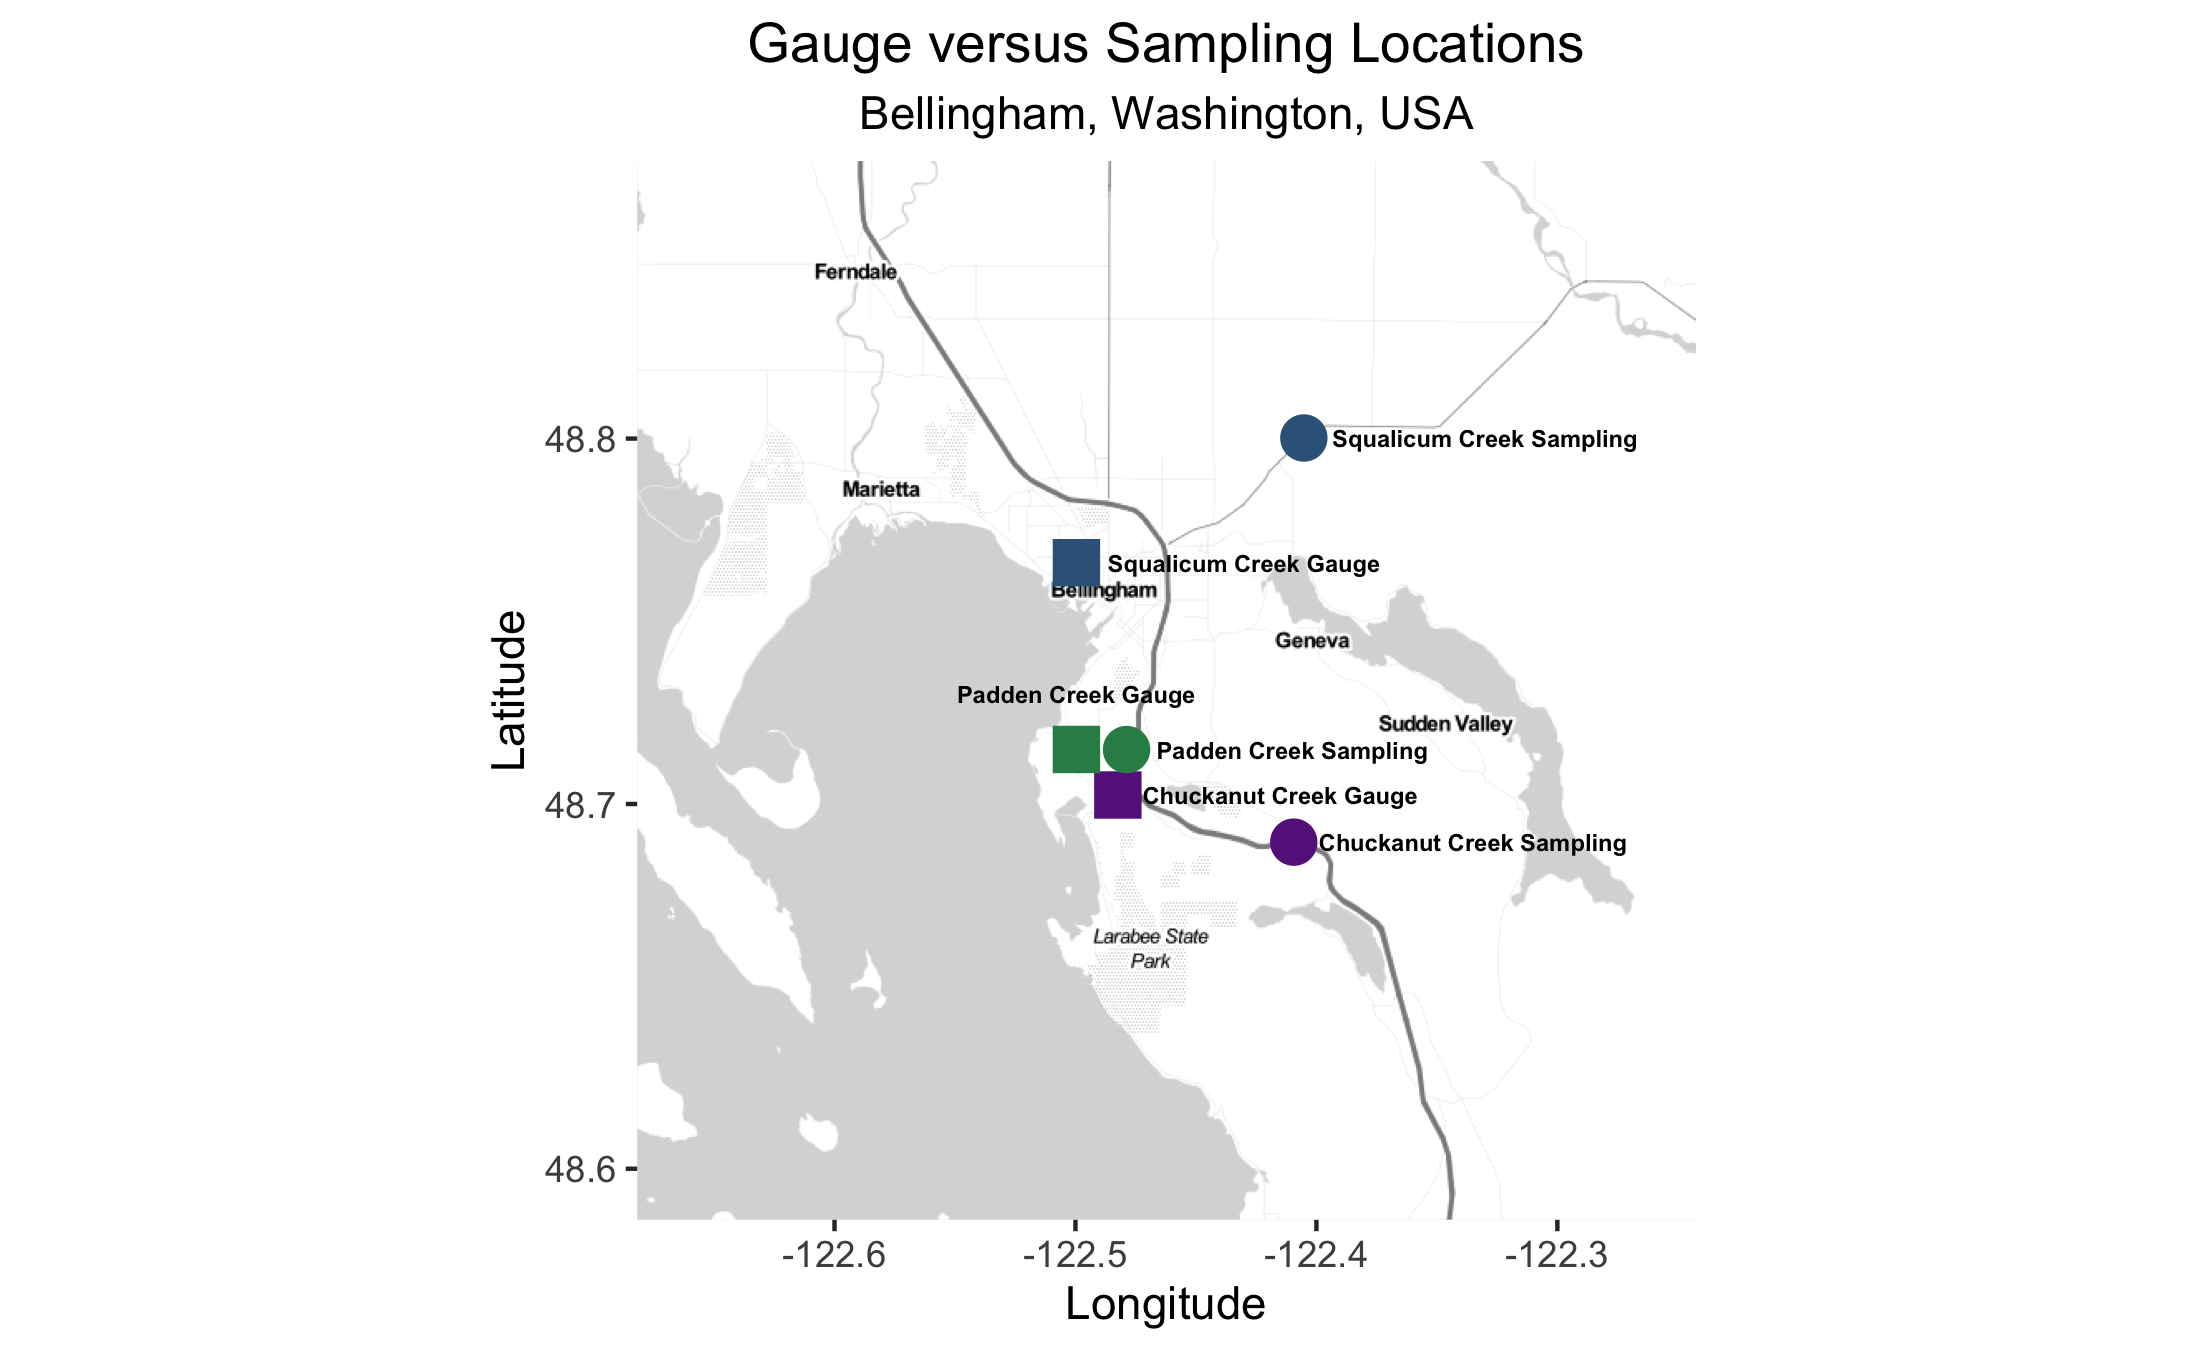 Gauge versus Sampling Locations
Bellingham, Washington, USA
Ferndale
48.8
Squalicum Creek Sampling
Marietta
Squalicum Creek Gauge
Bellingham
Geneva
Latitude
Padden Creek Gauge
Sudden Valley
Padden Creek Sampling
48.7
Chuckanut Creek Gauge
Chuckanut Creek Sampling
Larabee State
Park
48.6
-122.6
-122.5
-122.4
-122.3
Longitude